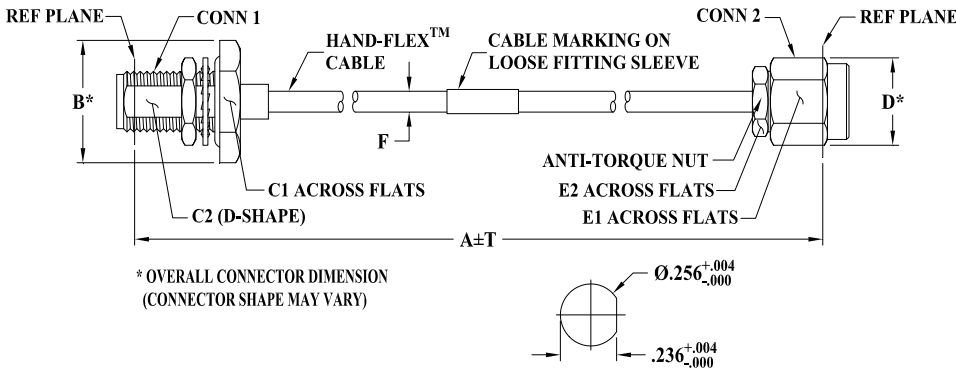 REF PLANE
CONN 1
HAND-FLEX™
CABLE
CABLE MARKING ON
LOOSE FITTING SLEEVE
CONN 2
REF PLANE
B*
D*
F
ANTI-TORQUE NUT
C1 ACROSS FLATS
E2 ACROSS FLATS
C2 (D-SHAPE)
E1 ACROSS FLATS
A±T
* OVERALL CONNECTOR DIMENSION
(CONNECTOR SHAPE MAY VARY)
Ø.256 +.004
-.000
.236 +.004
-.000